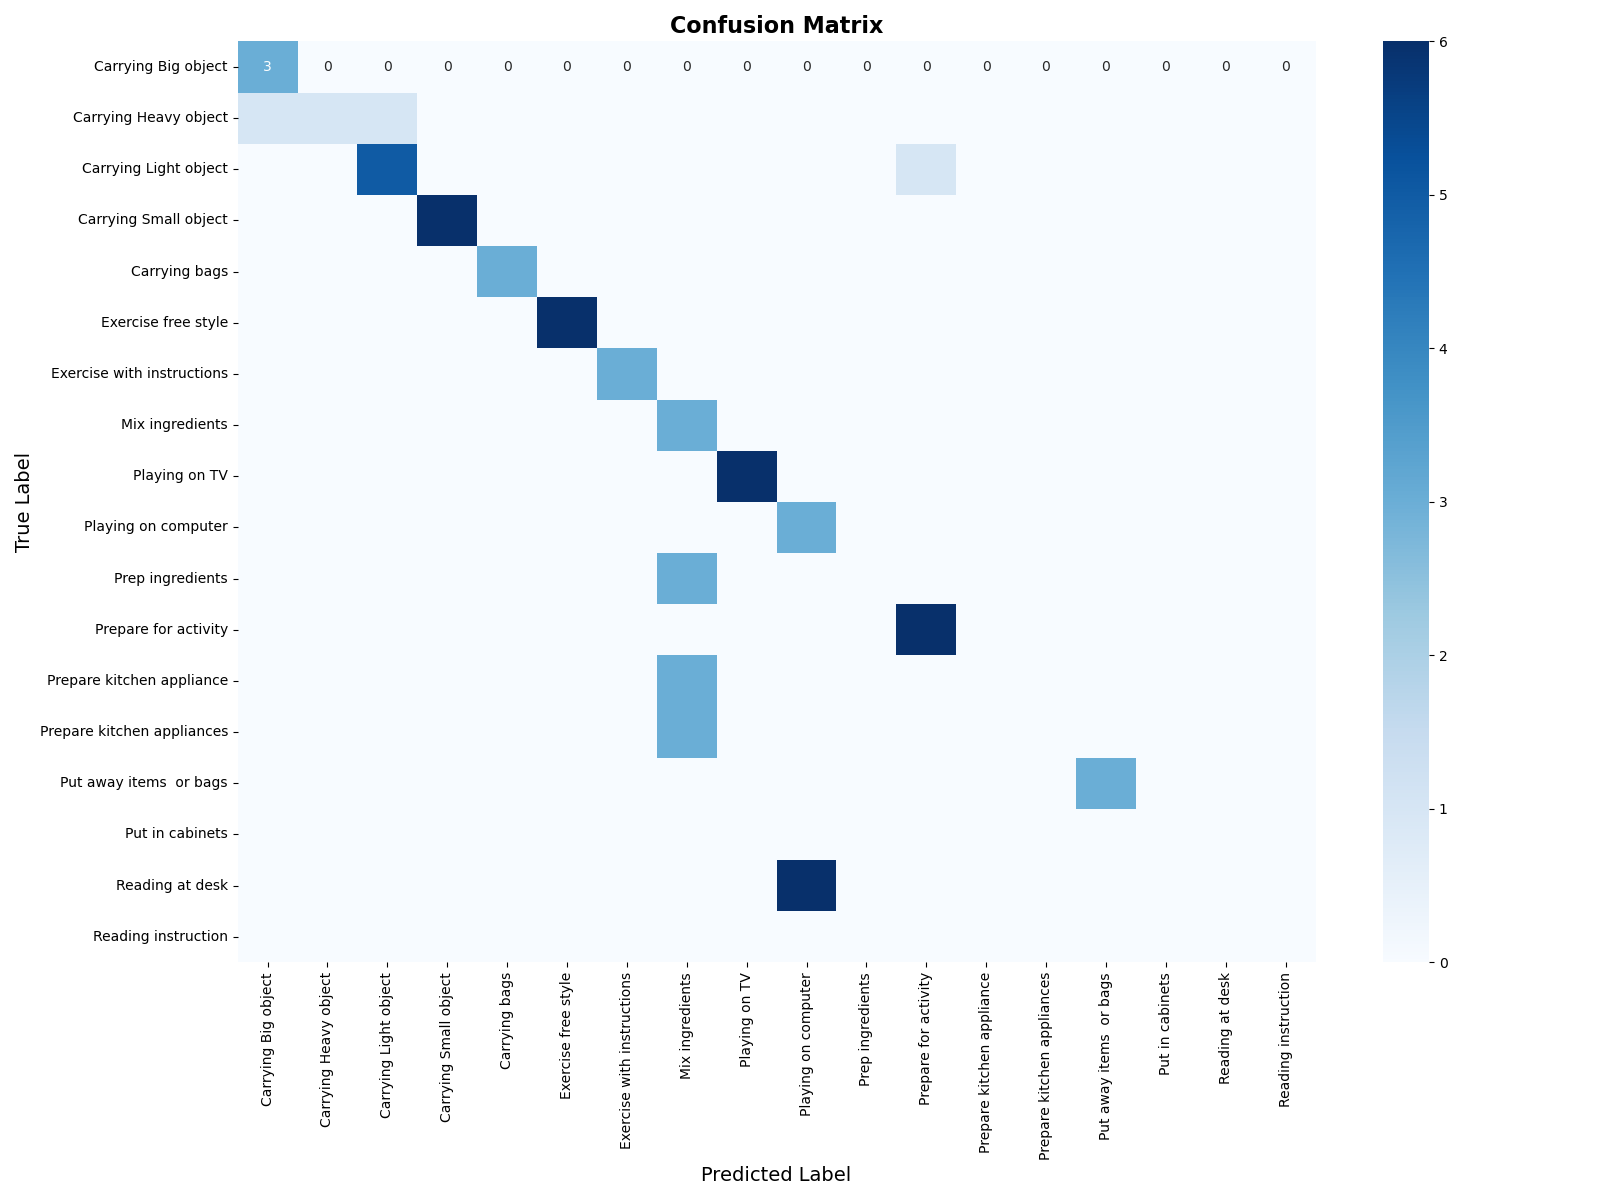 Confusion Matrix
True Label
Carrying Big object
3 0 0 0 0 0 0 0 0 0 0 0 0 0 0 0 0 0
Carrying Heavy object
Carrying Light object
Carrying Small object
Carrying bags
Exercise free style
Exercise with instructions
Mix ingredients
Playing on TV
Playing on computer
Prep ingredients
Prepare for activity
Prepare kitchen appliance
Prepare kitchen appliances
Put away items  or bags
Put in cabinets
Reading at desk
Reading instruction
Carrying Big object
Carrying Heavy object
Carrying Light object
Carrying Small object
Carrying bags
Exercise free style
Exercise with instructions
Mix ingredients
Playing on TV
Playing on computer
Prep ingredients
Prepare for activity
Prepare kitchen appliance
Prepare kitchen appliances
Put away items  or bags
Put in cabinets
Reading at desk
Reading instruction
Predicted Label
6
5
4
3
2
1
0